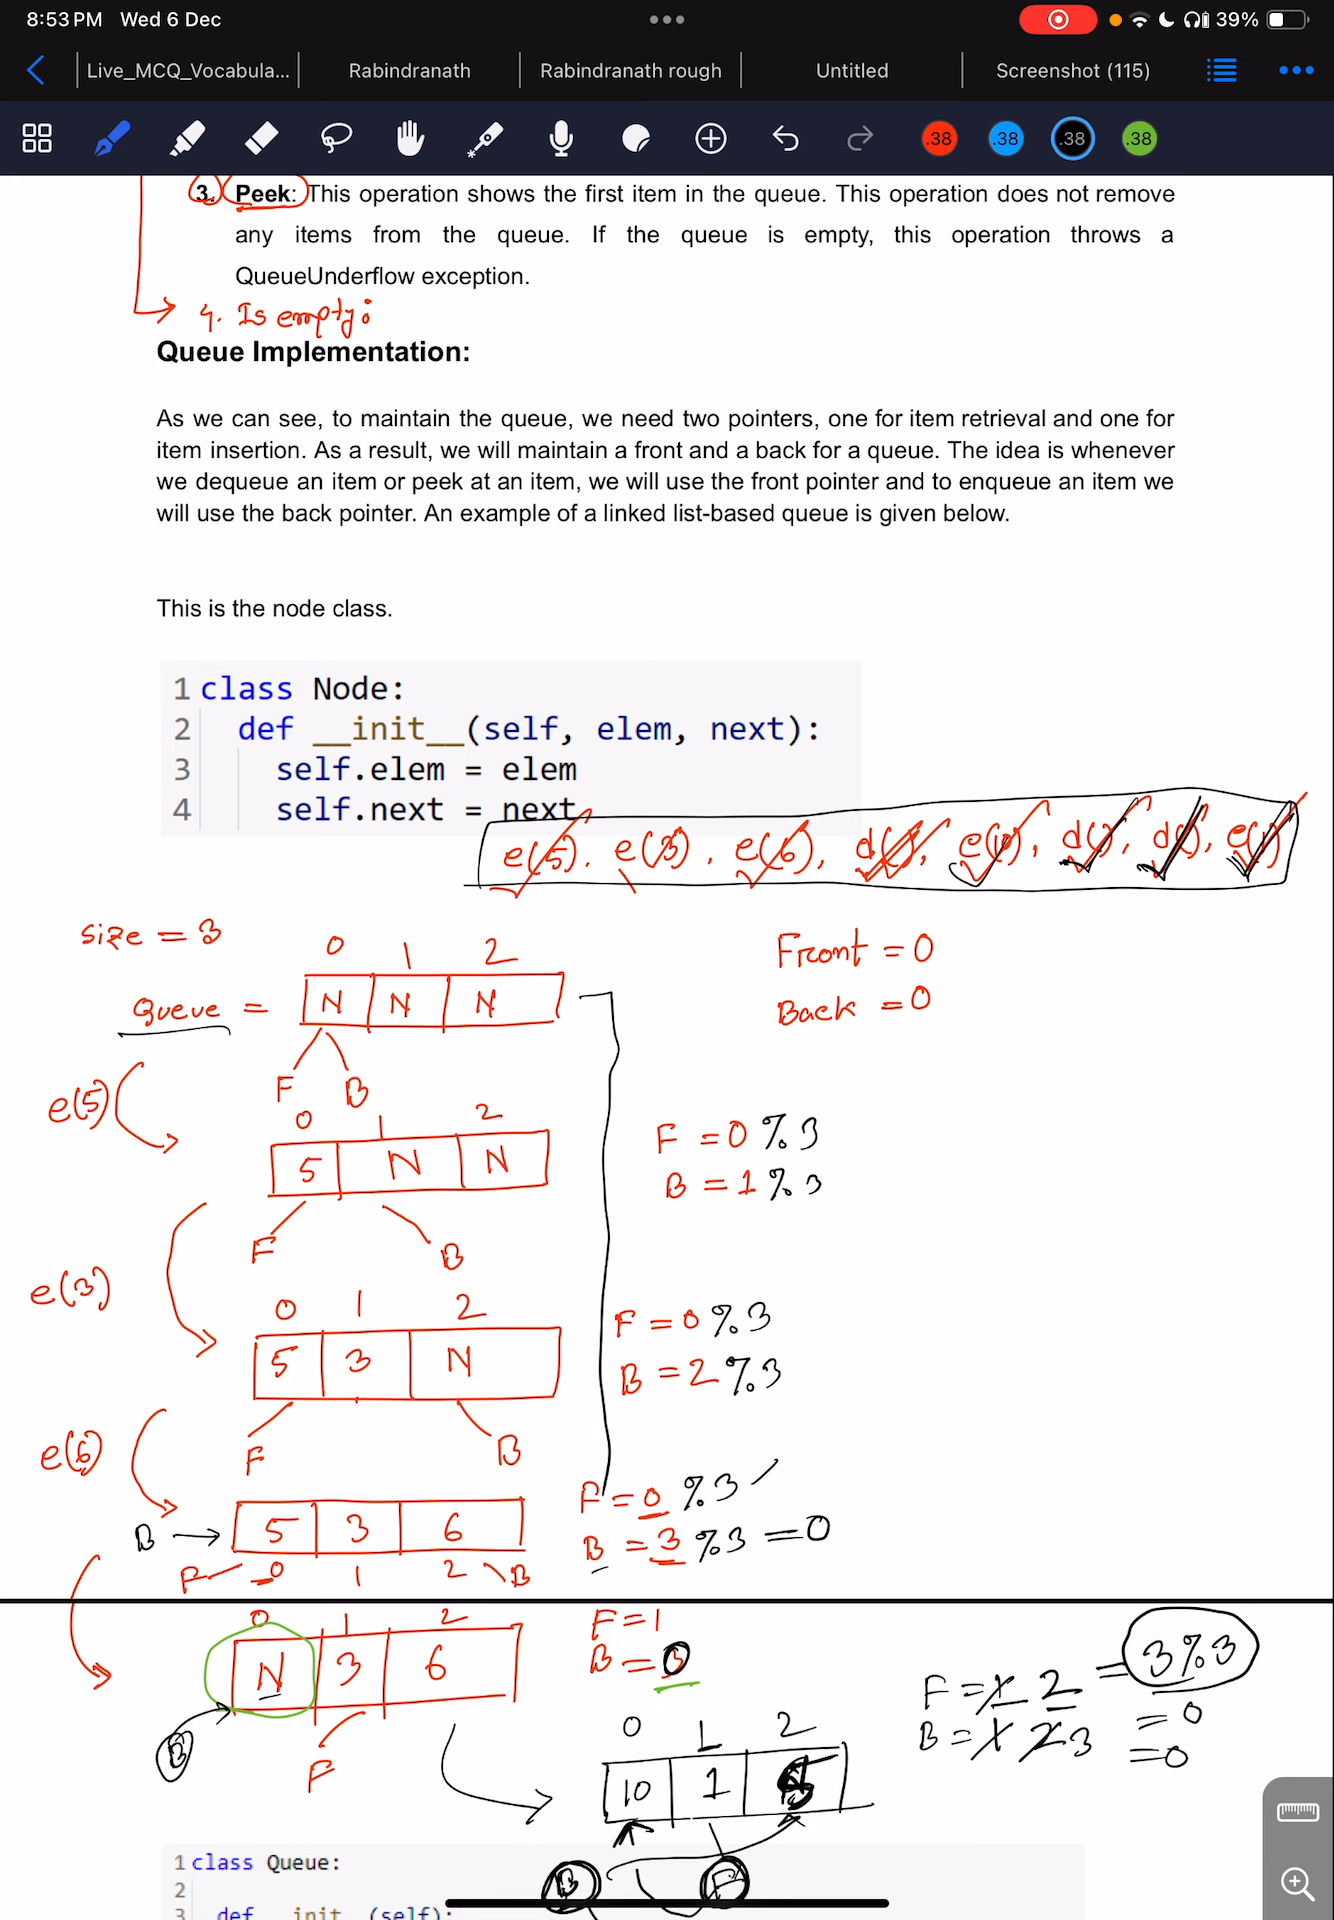 8:53 PM Wed 6 Dec
39%
Live_MCQ_Vocabula... Rabindranath Rabindranath rough Untitled Screenshot (115)
.38 .38 .38 .38
3. Peek: This operation shows the first item in the queue. This operation does not remove
any items from the queue. If the queue is empty, this operation throws a
QueueUnderflow exception.
4. Is empty:
Queue Implementation:
As we can see, to maintain the queue, we need two pointers, one for item retrieval and one for
item insertion. As a result, we will maintain a front and a back for a queue. The idea is whenever
we dequeue an item or peek at an item, we will use the front pointer and to enqueue an item we
will use the back pointer. An example of a linked list-based queue is given below.
This is the node class.
1 class Node:
2 def __init__(self, elem, next):
3 self.elem = elem
4 self.next = next
e(5), e(3), e(6), d(), e(10), d(), d(), e(1)
Size = 3
0 1 2
Queue = N N N
Front = 0
Back = 0
F B
e(5)
0 1 2
5 N N
F = 0 % 3
B = 1 % 3
F B
e(3)
0 1 2
5 3 N
F = 0 % 3
B = 2 % 3
F B
e(6)
B → 5 3 6
F = 0 % 3
B = 3 % 3 = 0
F 0 1 2 B
0 1 2
N 3 6
F = 1
B = 0
B F
F = 1 2 = 3%3
= 0
B = 1 2 3 = 0
0 1 2
10 1
B F
1 class Queue:
2
3 def __init__(self):